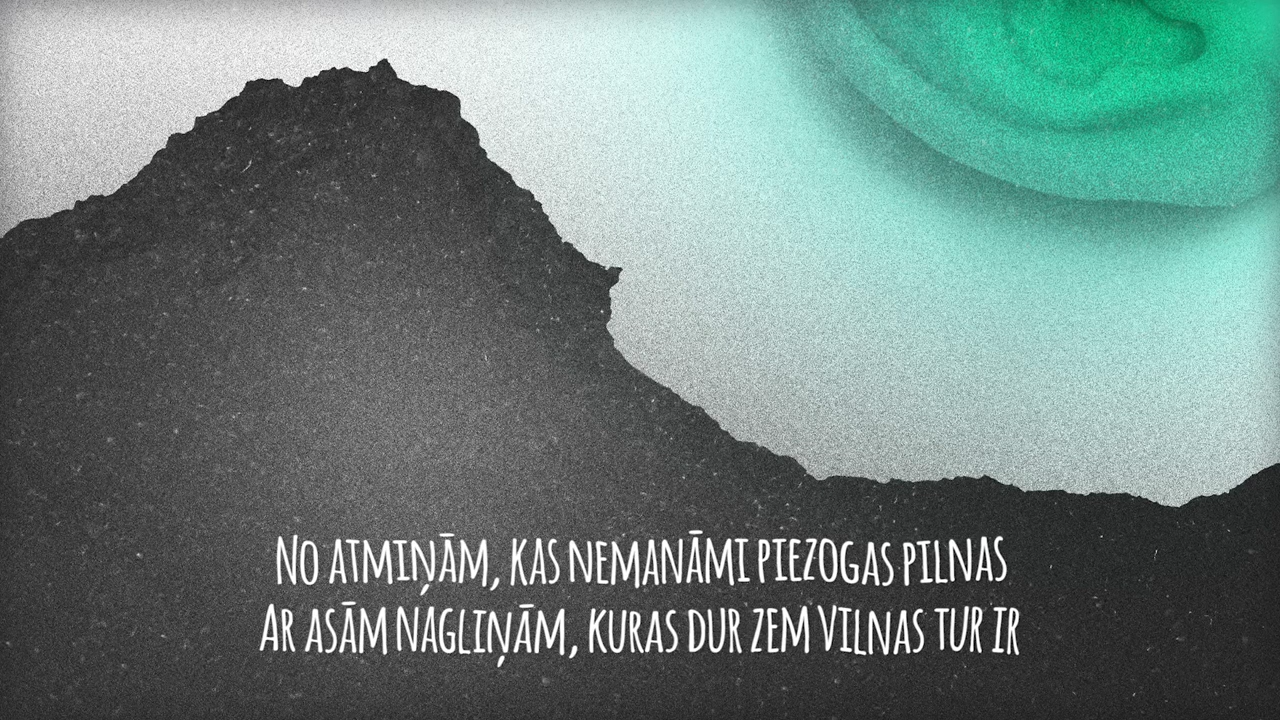 No atmiņām, kas nemanāmi piezogas pilnas
Ar asām nagliņām, kuras dur zem vilnas tur ir